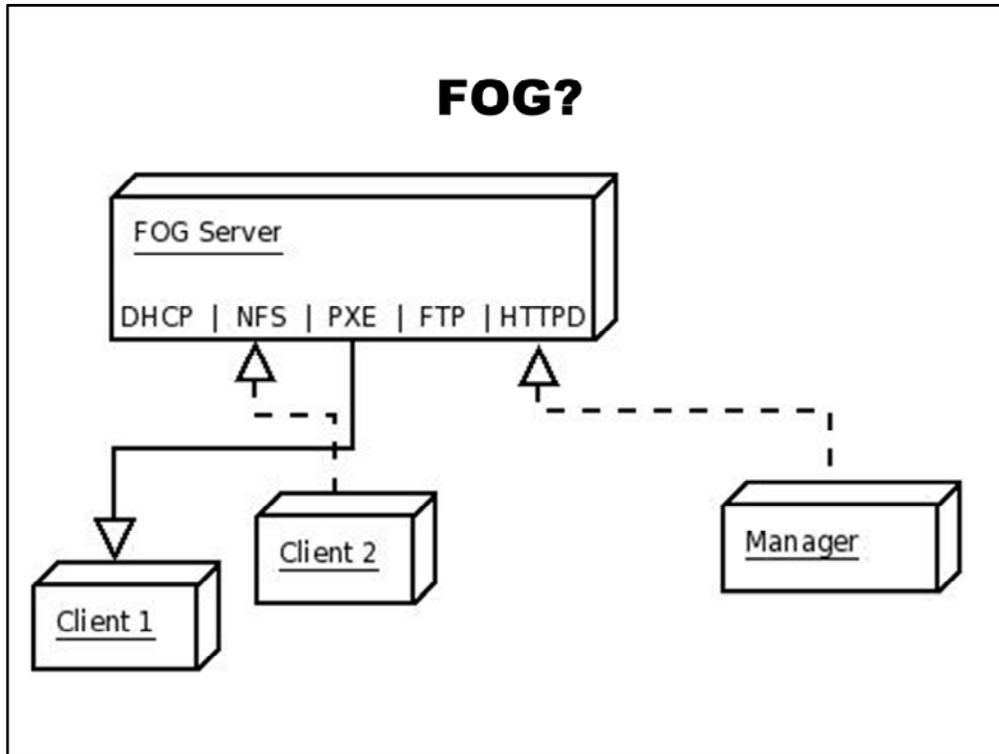 FOG?
FOG Server
DHCP | NFS | PXE | FTP | HTTPD
Client 2
Manager
Client 1